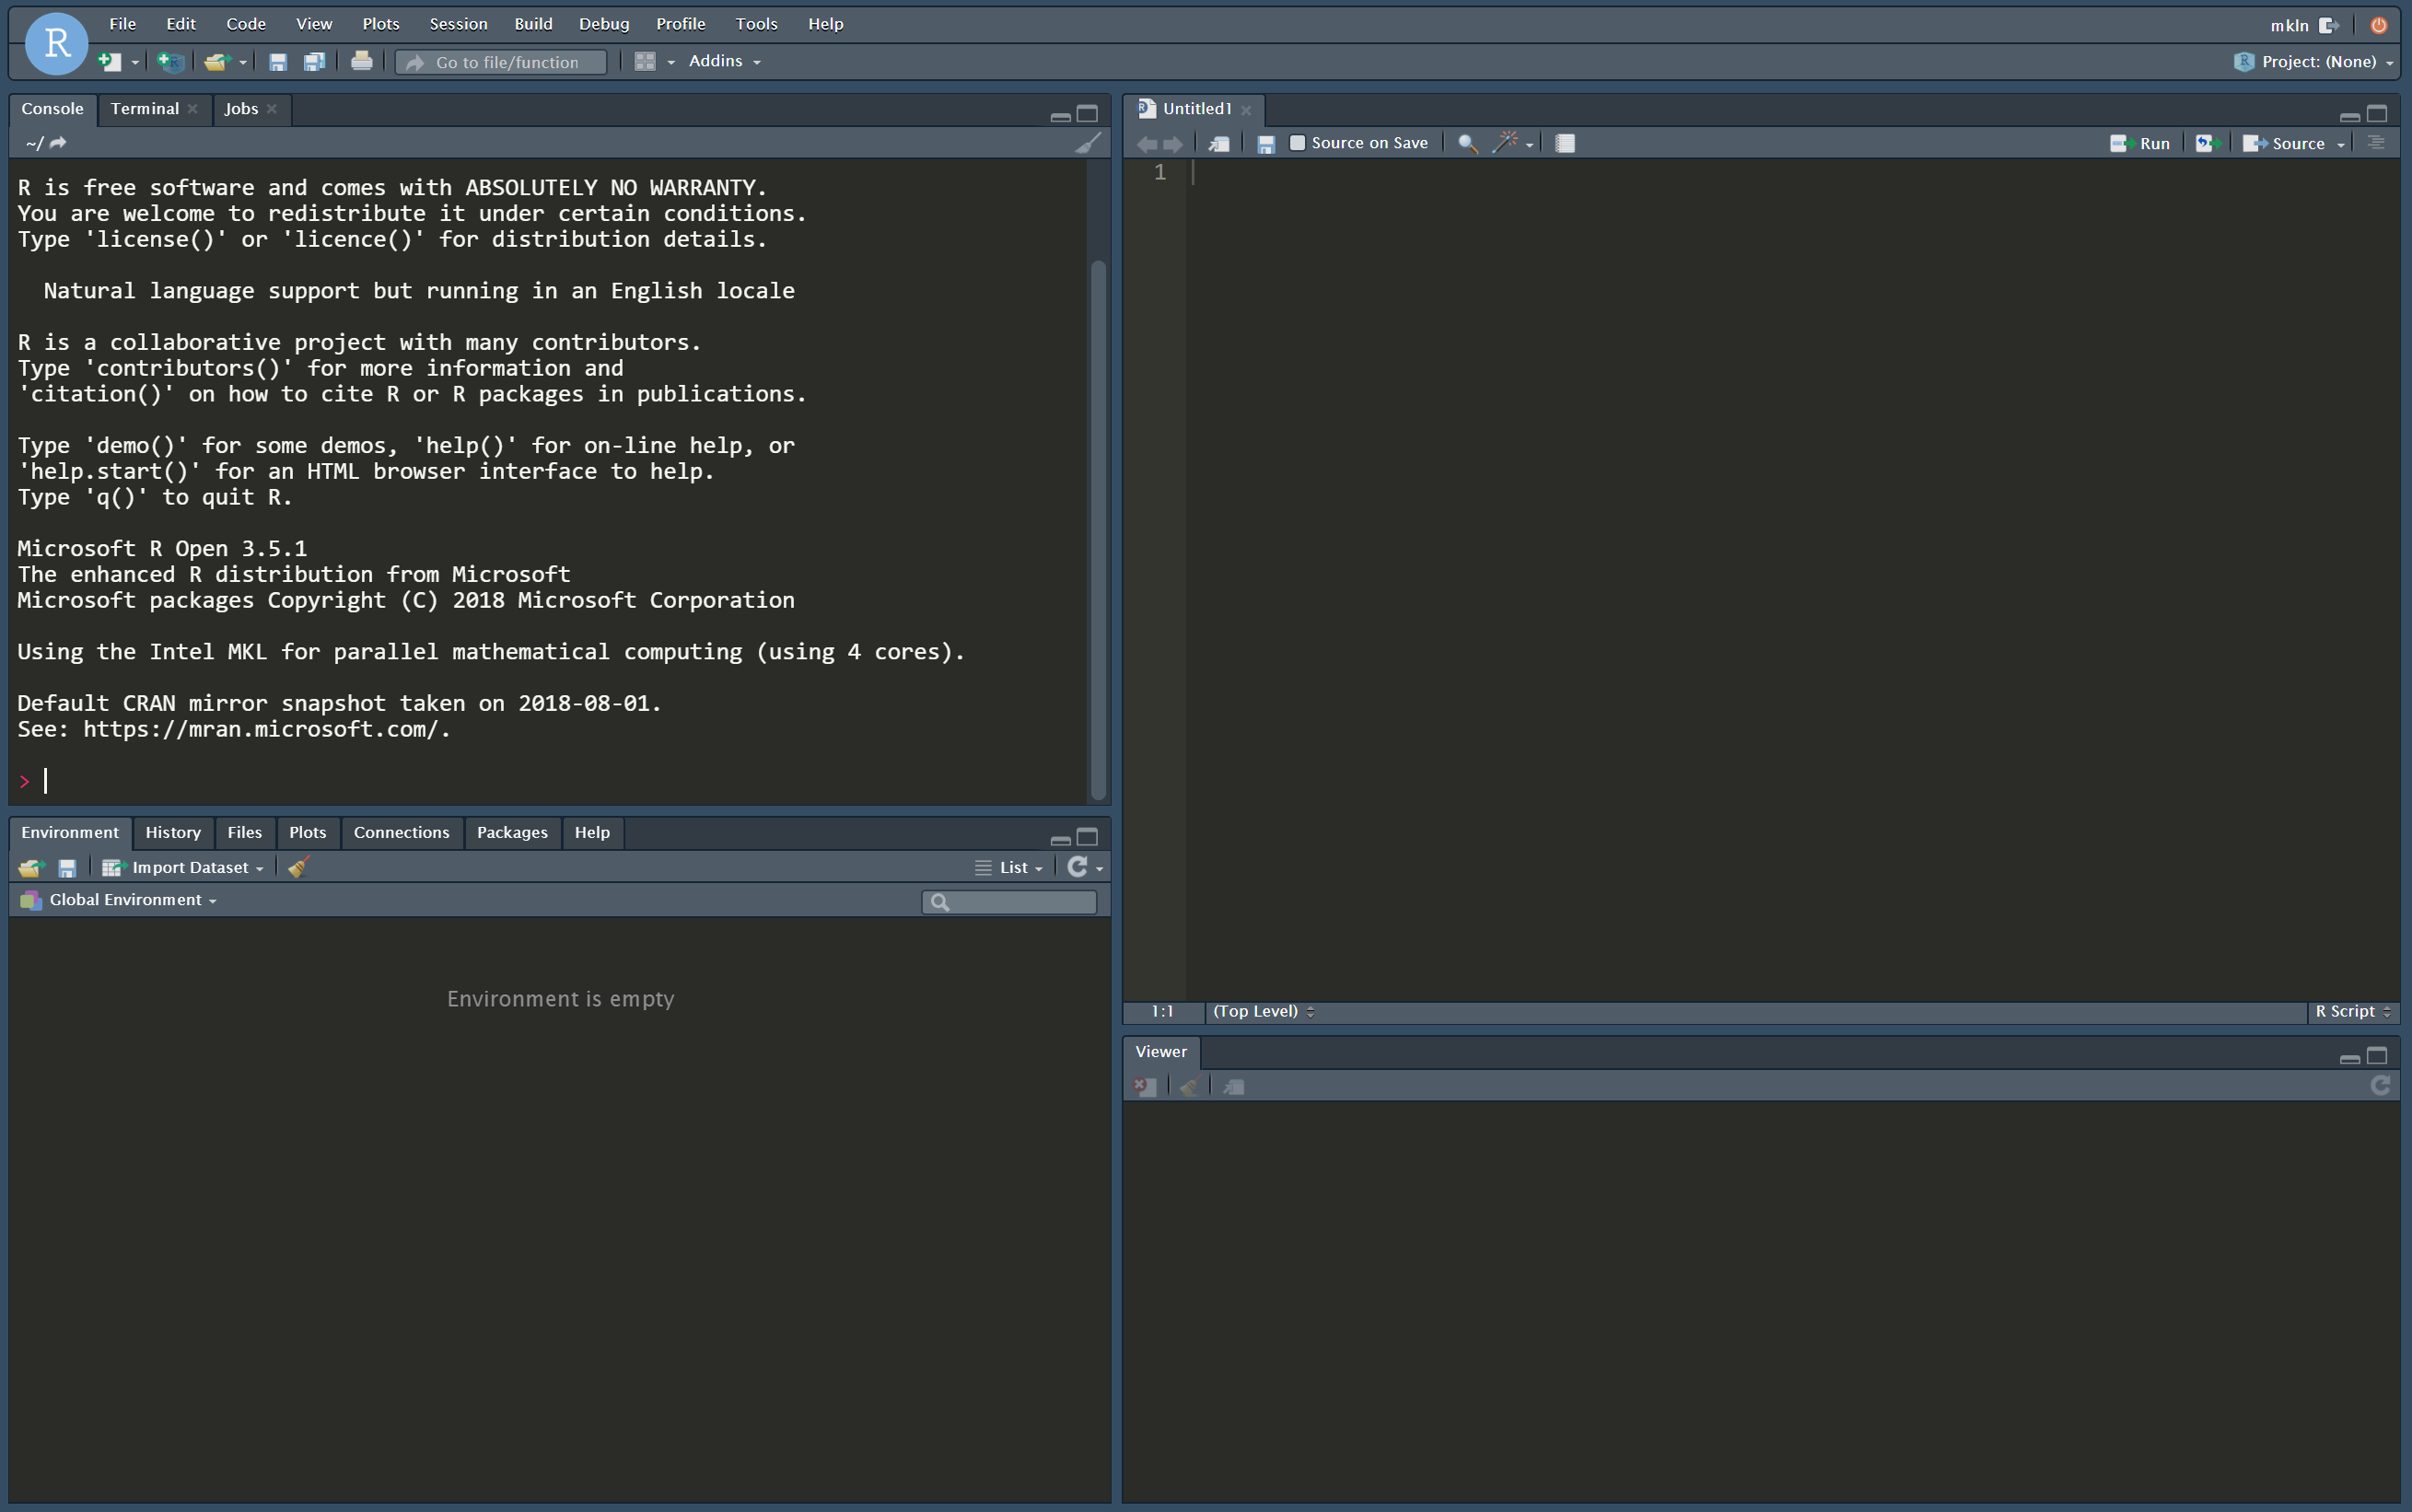 R
File Edit Code View Plots Session Build Debug Profile Tools Help
mkln
Go to file/function
Addins
Project: (None)
Console Terminal Jobs
~/
R is free software and comes with ABSOLUTELY NO WARRANTY.
You are welcome to redistribute it under certain conditions.
Type 'license()' or 'licence()' for distribution details.
Natural language support but running in an English locale
R is a collaborative project with many contributors.
Type 'contributors()' for more information and
'citation()' on how to cite R or R packages in publications.
Type 'demo()' for some demos, 'help()' for on-line help, or
'help.start()' for an HTML browser interface to help.
Type 'q()' to quit R.
Microsoft R Open 3.5.1
The enhanced R distribution from Microsoft
Microsoft packages Copyright (C) 2018 Microsoft Corporation
Using the Intel MKL for parallel mathematical computing (using 4 cores).
Default CRAN mirror snapshot taken on 2018-08-01.
See: https://mran.microsoft.com/.
>
Environment History Files Plots Connections Packages Help
Import Dataset
List
Global Environment
Environment is empty
Untitled1
Source on Save
Run
Source
1
1:1 (Top Level)
R Script
Viewer